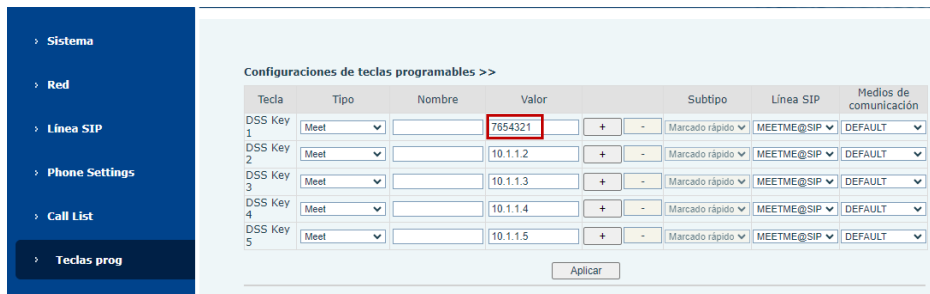 › Sistema
› Red
› Línea SIP
› Phone Settings
› Call List
› Teclas prog
Configuraciones de teclas programables >>
Tecla Tipo Nombre Valor Subtipo Línea SIP Medios de comunicación
DSS Key 1 Meet 7654321 + - Marcado rápido MEETME@SIP DEFAULT
DSS Key 2 Meet 10.1.1.2 + - Marcado rápido MEETME@SIP DEFAULT
DSS Key 3 Meet 10.1.1.3 + - Marcado rápido MEETME@SIP DEFAULT
DSS Key 4 Meet 10.1.1.4 + - Marcado rápido MEETME@SIP DEFAULT
DSS Key 5 Meet 10.1.1.5 + - Marcado rápido MEETME@SIP DEFAULT
Aplicar